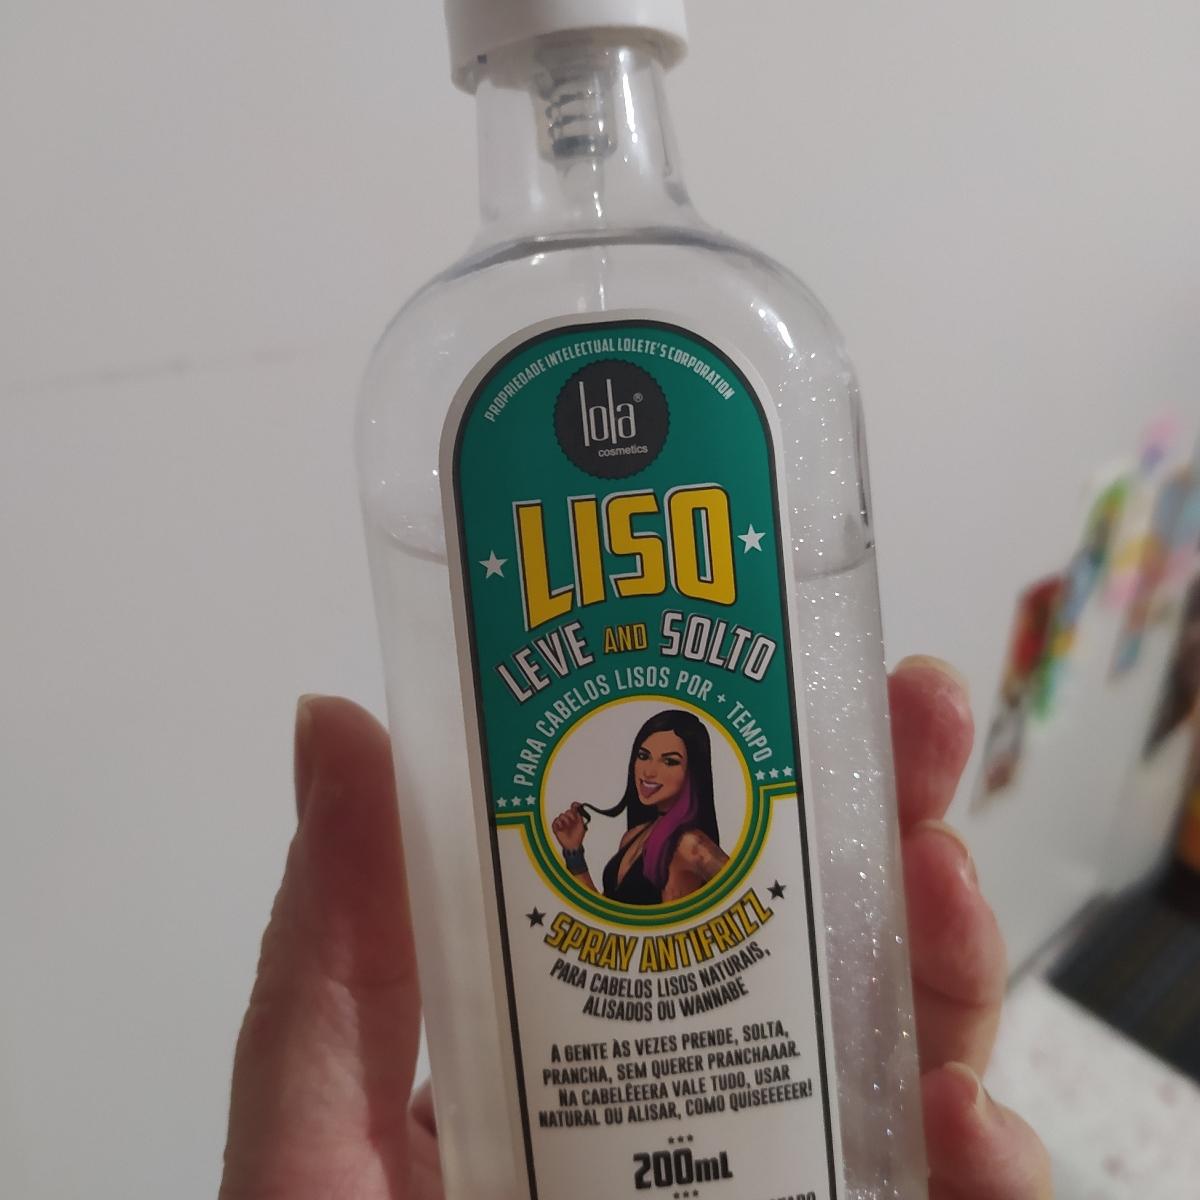 PROPRIEDADE INTELECTUAL LOLETE'S CORPORATION
lola®
cosmetics
LISO
LEVE AND SOLTO
PARA CABELOS LISOS POR + TEMPO
SPRAY ANTIFRIZZ
PARA CABELOS LISOS NATURAIS,
ALISADOS OU WANNABE
A GENTE ÀS VEZES PRENDE, SOLTA,
PRANCHA, SEM QUERER PRANCHAAAR.
NA CABELÊEERA VALE TUDO, USAR
NATURAL OU ALISAR, COMO QUISEEEEER!
200mL